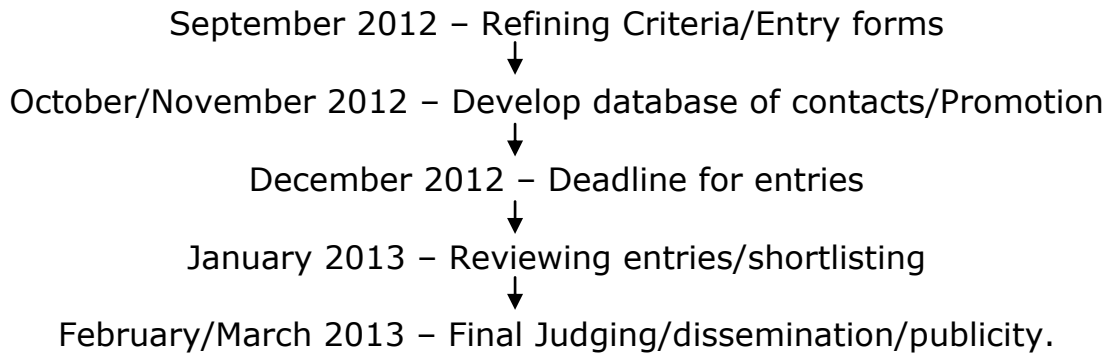 September 2012 – Refining Criteria/Entry forms
October/November 2012 – Develop database of contacts/Promotion
December 2012 – Deadline for entries
January 2013 – Reviewing entries/shortlisting
February/March 2013 – Final Judging/dissemination/publicity.